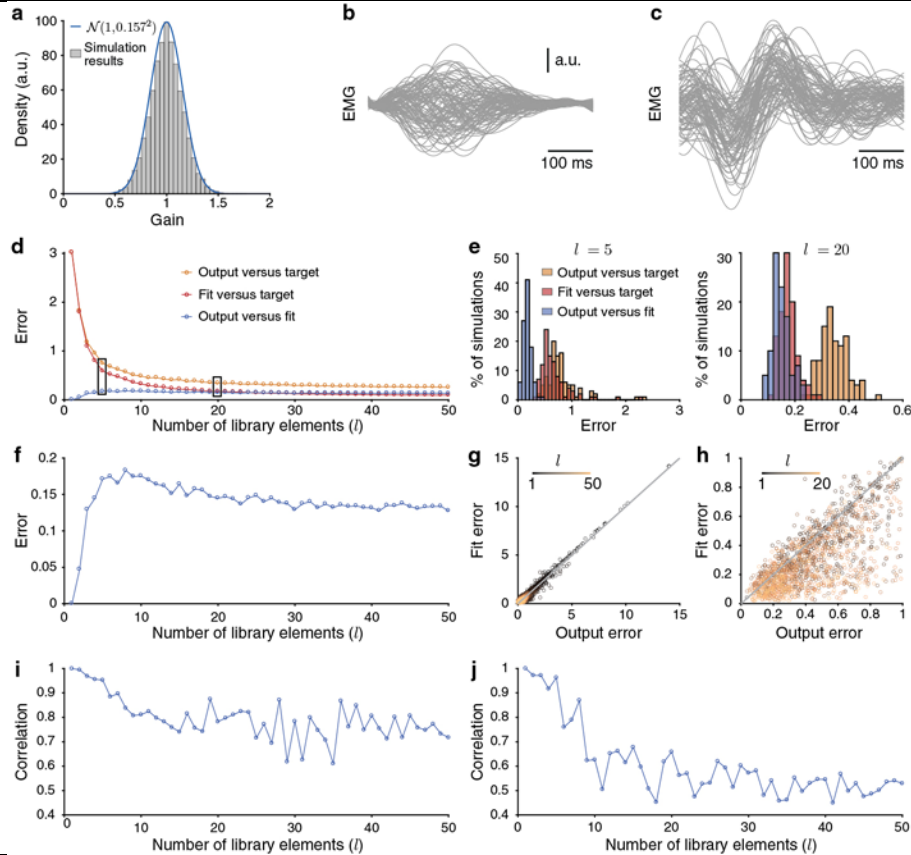 a
100
80
60
40
20
0
Density (a.u.)
N(1,0.157²)
Simulation
results
0 0.5 1 1.5 2
Gain
b
EMG
a.u.
100 ms
c
EMG
100 ms
d
3
2
1
0
Error
Output versus target
Fit versus target
Output versus fit
0 10 20 30 40 50
Number of library elements (l)
e
l = 5
50
40
30
20
10
0
% of simulations
Output versus target
Fit versus target
Output versus fit
0 1 2 3
Error
l = 20
30
20
10
0
% of simulations
0 0.2 0.4 0.6
Error
f
0.2
0.15
0.1
0.05
0
Error
0 10 20 30 40 50
Number of library elements (l)
g
15
10
5
0
Fit error
l
1 50
0 5 10 15
Output error
h
1
0.8
0.6
0.4
0.2
0
Fit error
l
1 20
0 0.2 0.4 0.6 0.8 1
Output error
i
1
0.9
0.8
0.7
0.6
0.5
0.4
Correlation
0 10 20 30 40 50
Number of library elements (l)
j
1
0.9
0.8
0.7
0.6
0.5
0.4
Correlation
0 10 20 30 40 50
Number of library elements (l)